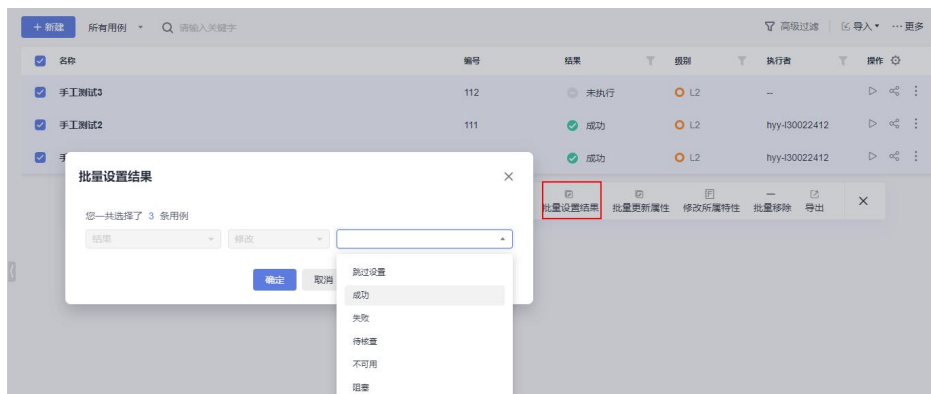 + 新建 所有用例 请输入关键字 高级过滤 导入 ··· 更多
名称 编号 结果 级别 执行者 操作
手工测试3 112 未执行 L2 --
手工测试2 111 成功 L2 hyy-l30022412
成功 L2 hyy-l30022412
批量设置结果
批量设置结果 批量更新属性 修改所属特性 批量移除 导出
您一共选择了 3 条用例
结果 修改
确定 取消
跳过设置
成功
失败
待核查
不可用
阻塞